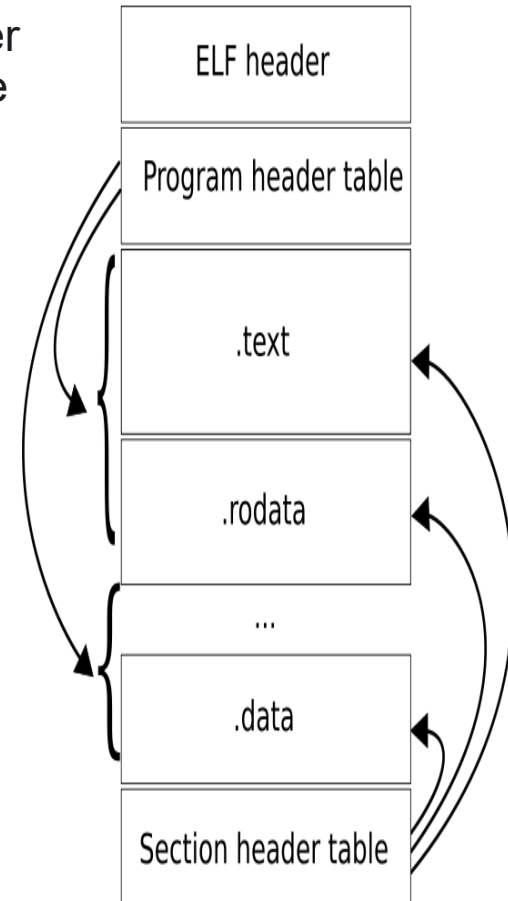 ELF header
Program header table
.text
.rodata
...
.data
Section header table